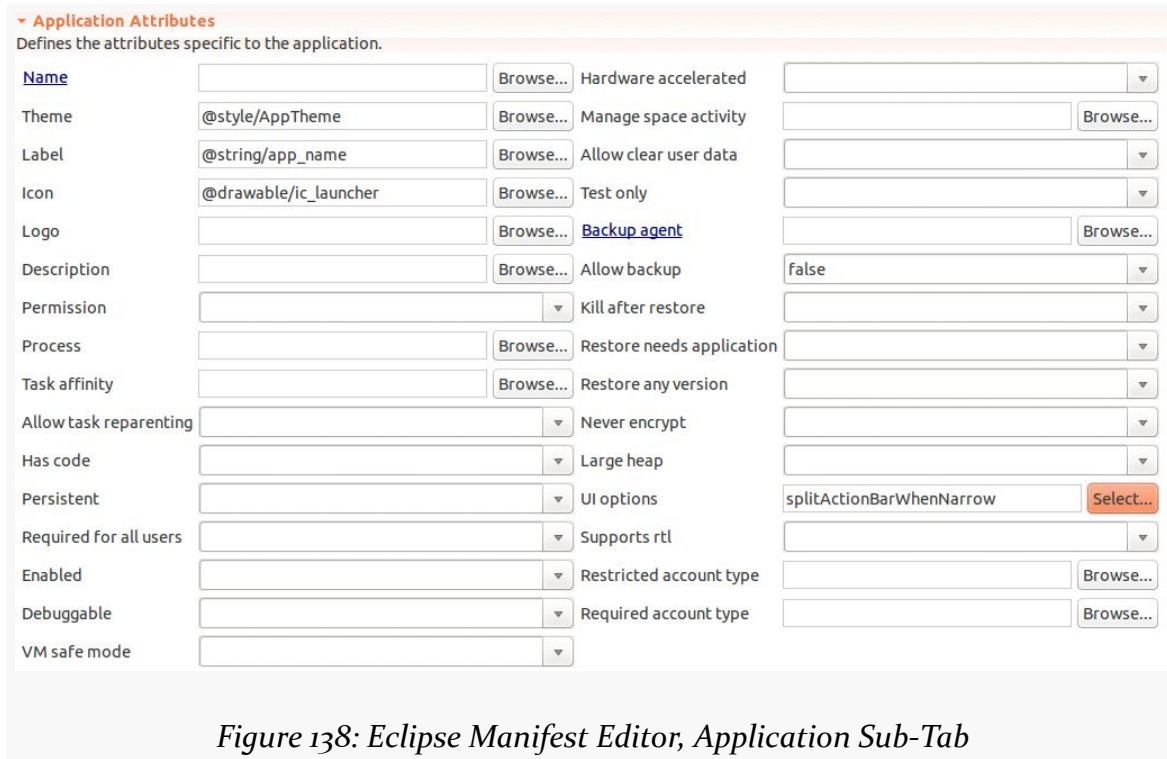 Application Attributes
Defines the attributes specific to the application.
Name Browse... Hardware accelerated
Theme @style/AppTheme Browse... Manage space activity Browse...
Label @string/app_name Browse... Allow clear user data
Icon @drawable/ic_launcher Browse... Test only
Logo Browse... Backup agent Browse...
Description Browse... Allow backup false
Permission Kill after restore
Process Browse... Restore needs application
Task affinity Browse... Restore any version
Allow task reparenting Never encrypt
Has code Large heap
Persistent UI options splitActionBarWhenNarrow Select...
Required for all users Supports rtl
Enabled Restricted account type Browse...
Debuggable Required account type Browse...
VM safe mode
Figure 138: Eclipse Manifest Editor, Application Sub-Tab